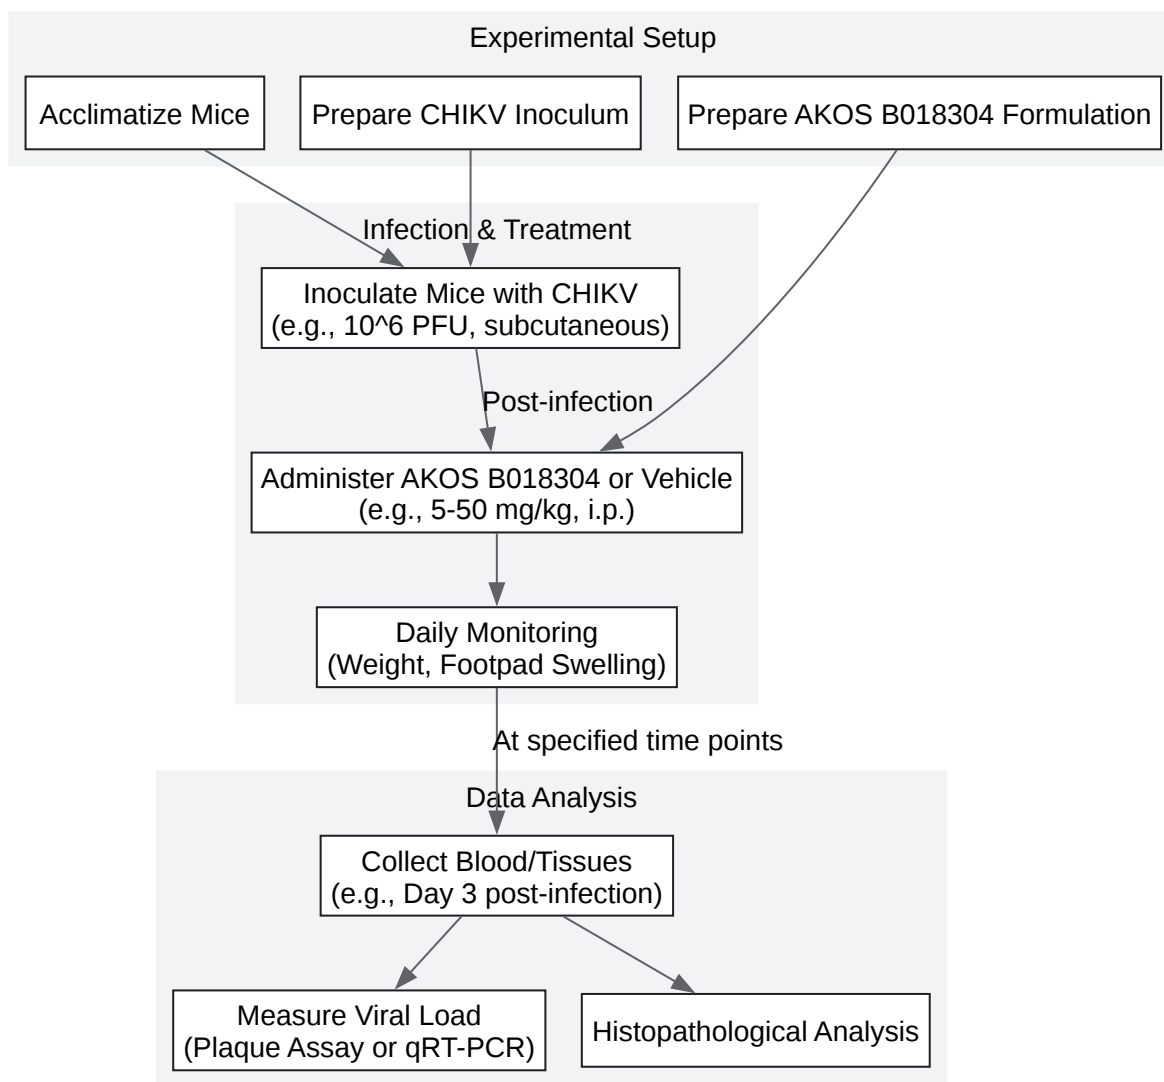 Experimental Setup
Acclimatize Mice
Prepare CHIKV Inoculum
Prepare AKOS B018304 Formulation
Infection & Treatment
Inoculate Mice with CHIKV
(e.g., 10^6 PFU, subcutaneous)
Post-infection
Administer AKOS B018304 or Vehicle
(e.g., 5-50 mg/kg, i.p.)
Daily Monitoring
(Weight, Footpad Swelling)
At specified time points
Data Analysis
Collect Blood/Tissues
(e.g., Day 3 post-infection)
Measure Viral Load
(Plaque Assay or qRT-PCR)
Histopathological Analysis